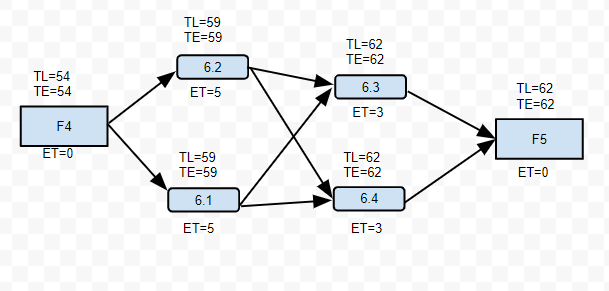 TL=59
TE=59
6.2
ET=5
TL=62
TE=62
6.3
ET=3
TL=54
TE=54
F4
ET=0
TL=62
TE=62
F5
ET=0
TL=59
TE=59
6.1
ET=5
TL=62
TE=62
6.4
ET=3